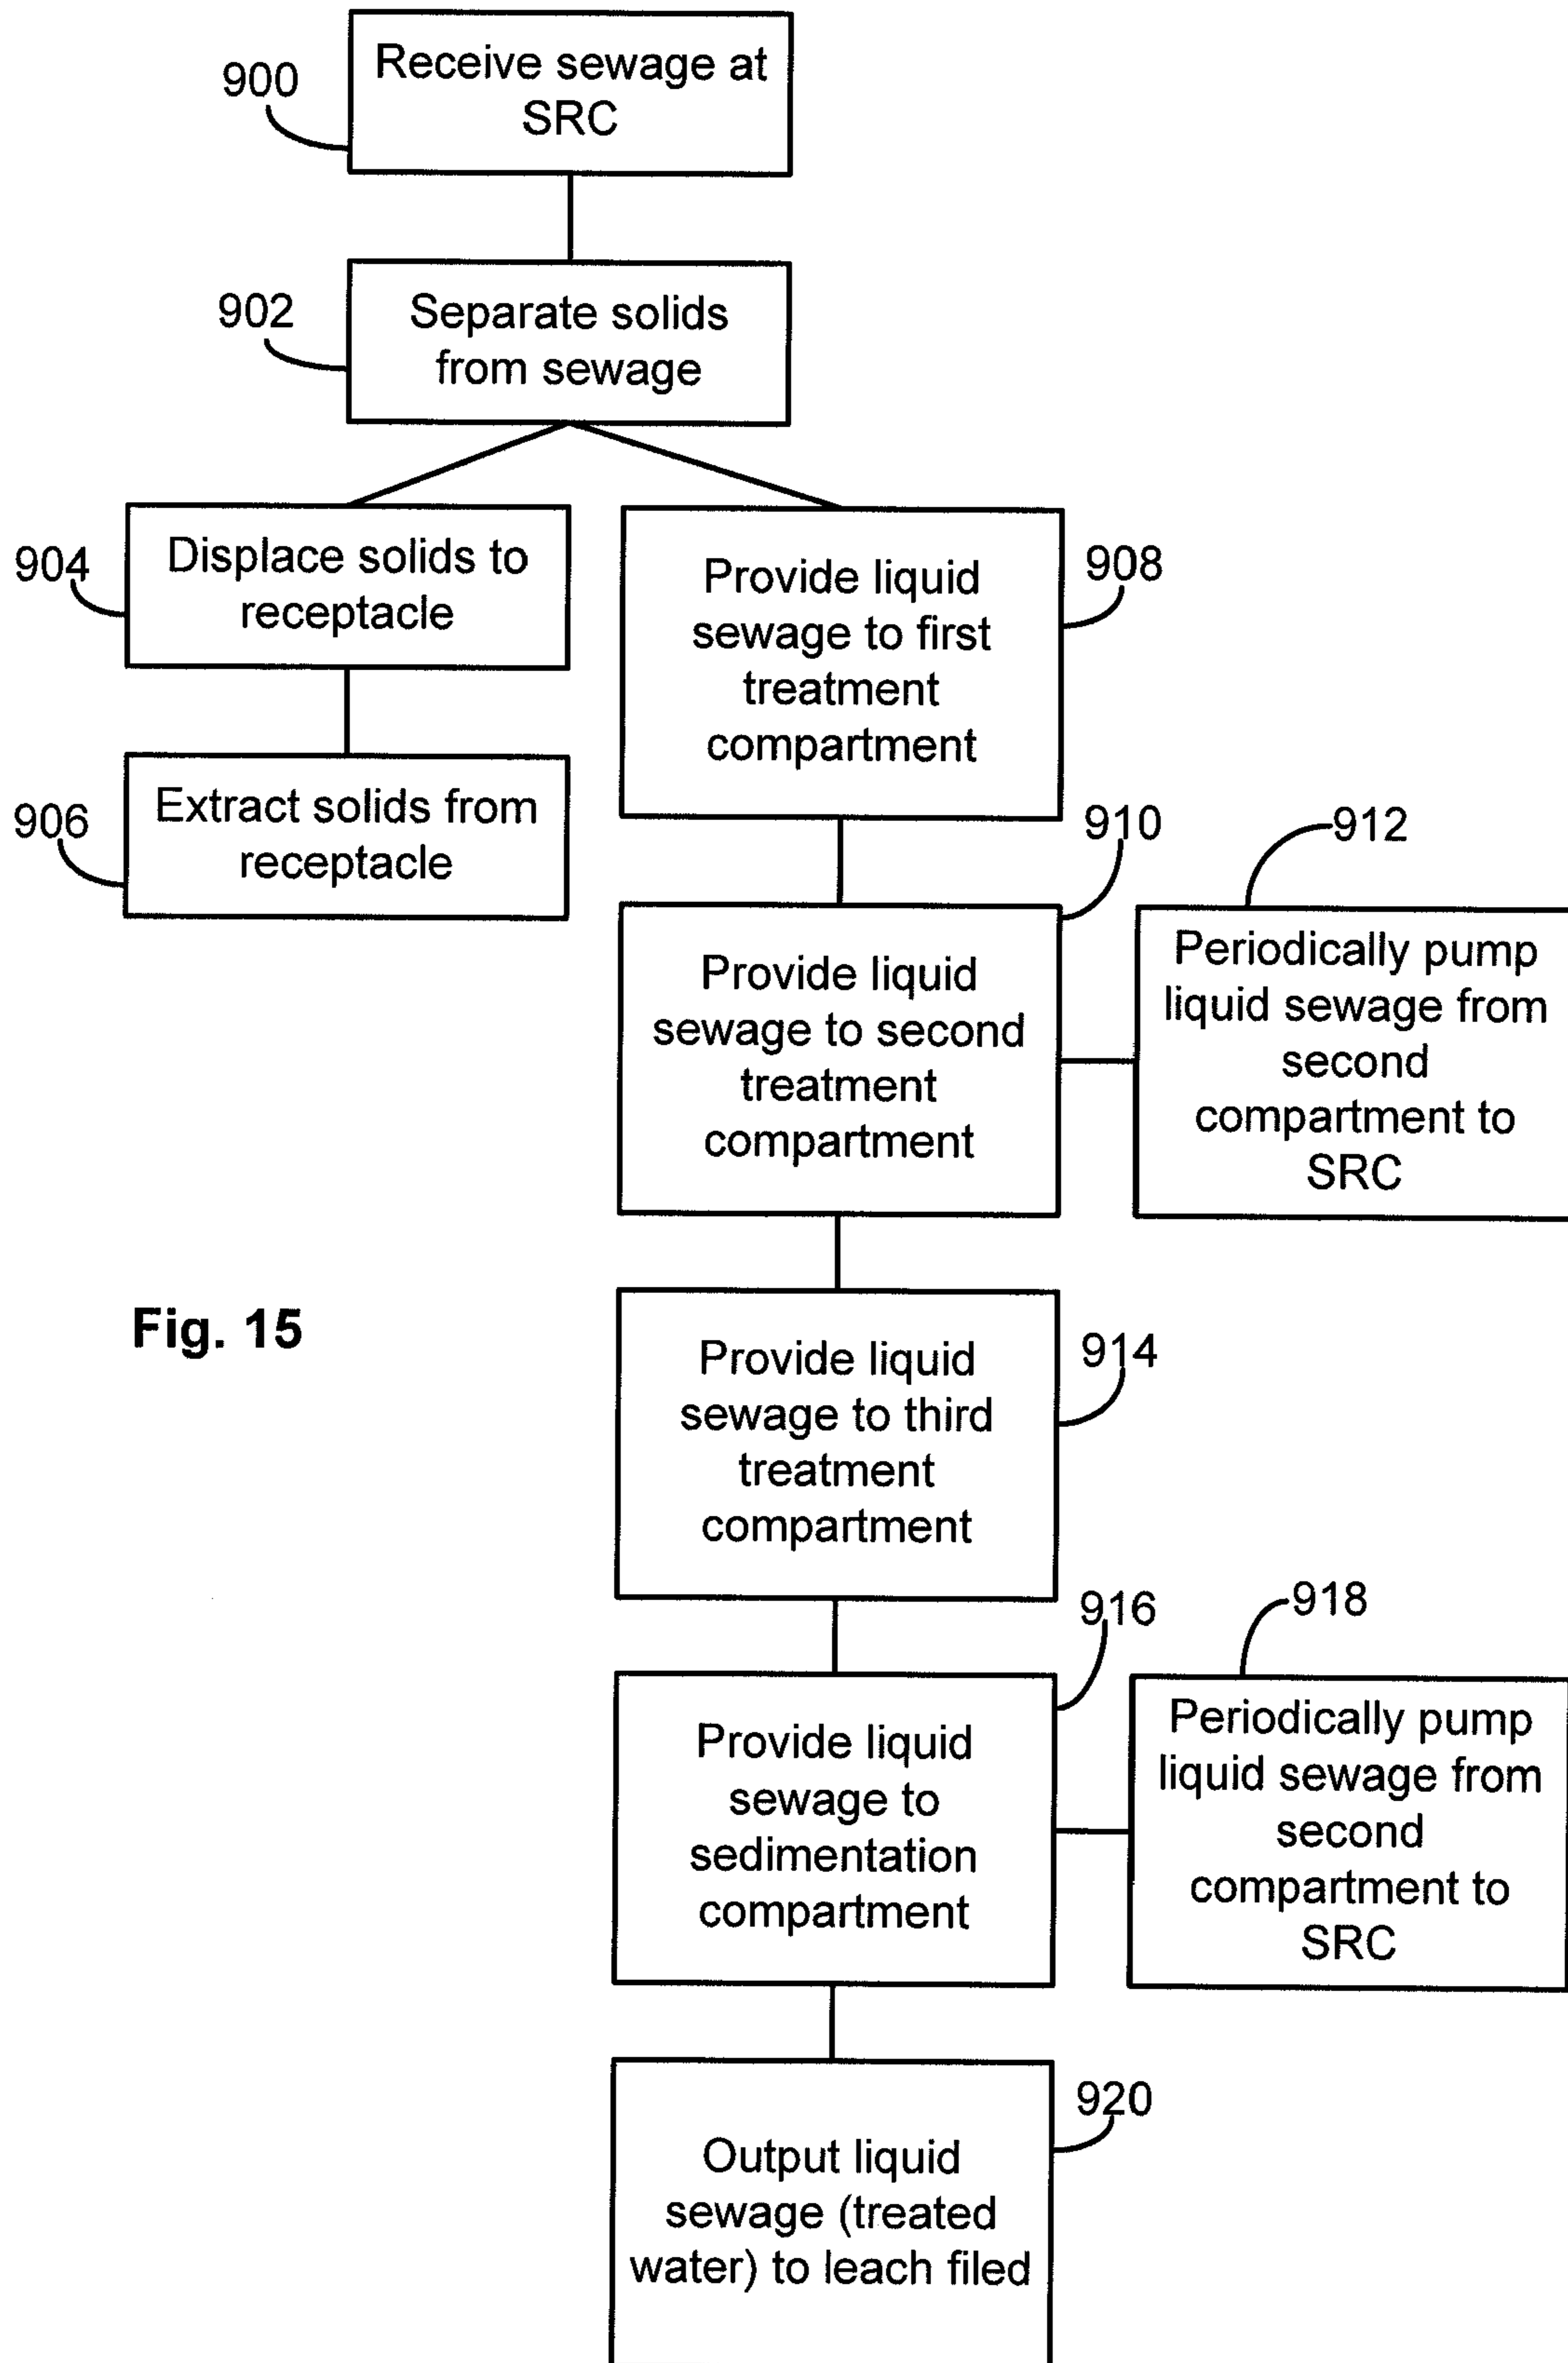 900
Receive sewage at
SRC
902
Separate solids
from sewage
904
Displace solids to
receptacle
906
Extract solids from
receptacle
908
Provide liquid
sewage to first
treatment
compartment
910
Provide liquid
sewage to second
treatment
compartment
912
Periodically pump
liquid sewage from
second
compartment to
SRC
Fig. 15
914
Provide liquid
sewage to third
treatment
compartment
916
Provide liquid
sewage to
sedimentation
compartment
918
Periodically pump
liquid sewage from
second
compartment to
SRC
920
Output liquid
sewage (treated
water) to leach filed